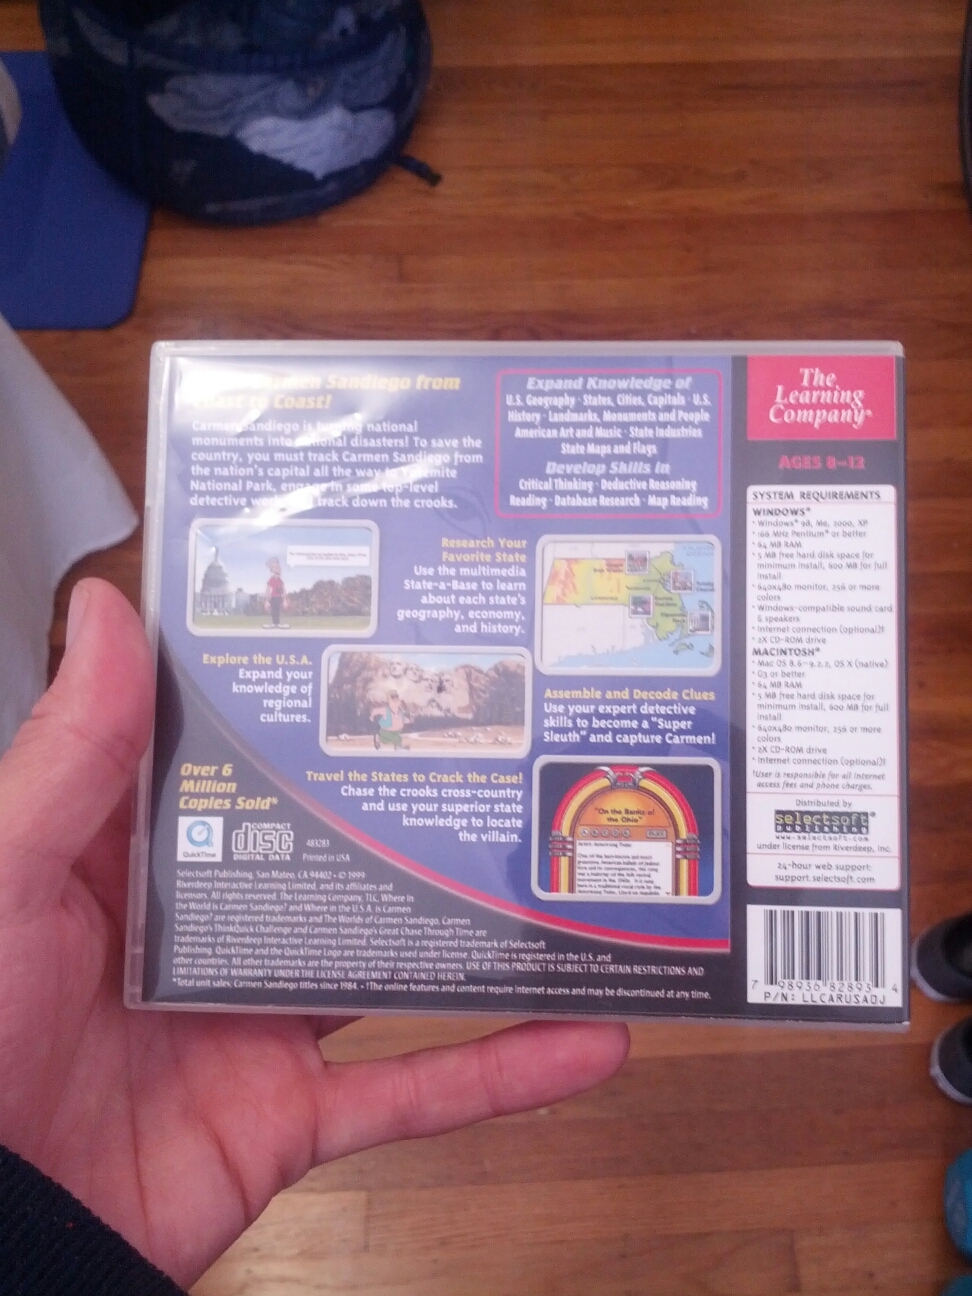 Carmen Sandiego from
Coast to Coast!
Carmen Sandiego is turning national
monuments into national disasters! To save the
country, you must track Carmen Sandiego from
the nation's capital all the way to Yosemite
National Park, engage in some top-level
detective work track down the crooks.
Expand Knowledge of
U.S. Geography · States, Cities, Capitals · U.S.
History · Landmarks, Monuments and People
American Art and Music · State Industries
State Maps and Flags
Develop Skills in
Critical Thinking · Deductive Reasoning
Reading · Database Research · Map Reading
Research Your
Favorite State
Use the multimedia
State-a-Base to learn
about each state's
geography, economy,
and history.
Explore the U.S.A.
Expand your
knowledge of
regional
cultures.
Assemble and Decode Clues
Use your expert detective
skills to become a "Super
Sleuth" and capture Carmen!
Travel the States to Crack the Case!
Chase the crooks cross-country
and use your superior state
knowledge to locate
the villain.
"On the Banks of
the Ohio"
Over 6
Million
Copies Sold*
QuickTime
COMPACT
disc
DIGITAL DATA
483283
Printed in USA
Selectsoft Publishing, San Mateo, CA 94402 · © 1999
Riverdeep Interactive Learning Limited, and its affiliates and
licensors. All rights reserved. The Learning Company, TLC, Where in
the World is Carmen Sandiego? and Where in the U.S.A. is Carmen
Sandiego? are registered trademarks and The Worlds of Carmen Sandiego, Carmen
Sandiego's ThinkQuick Challenge and Carmen Sandiego's Great Chase Through Time are
trademarks of Riverdeep Interactive Learning Limited. Selectsoft is a registered trademark of Selectsoft
Publishing. QuickTime and the QuickTime Logo are trademarks used under license. QuickTime is registered in the U.S. and
other countries. All other trademarks are the property of their respective owners. USE OF THIS PRODUCT IS SUBJECT TO CERTAIN RESTRICTIONS AND
LIMITATIONS OF WARRANTY UNDER THE LICENSE AGREEMENT CONTAINED HEREIN.
*Total unit sales: Carmen Sandiego titles since 1984. · †The online features and content require internet access and may be discontinued at any time.
The
Learning
Company®
AGES 8–12
SYSTEM REQUIREMENTS
WINDOWS®
· Windows® 98, Me, 2000, XP
· 166 MHz Pentium® or better
· 64 MB RAM
· 5 MB free hard disk space for
minimum install, 600 MB for full
install
· 640x480 monitor, 256 or more
colors
· Windows-compatible sound card
& speakers
· Internet connection (optional)†
· 2X CD-ROM drive
MACINTOSH®
· Mac OS 8.6–9.2.2, OS X (native)
· G3 or better
· 64 MB RAM
· 5 MB free hard disk space for
minimum install, 600 MB for full
install
· 640x480 monitor, 256 or more
colors
· 2X CD-ROM drive
· Internet connection (optional)†
†User is responsible for all internet
access fees and phone charges.
Distributed by
selectsoft
publishing
www.selectsoft.com
under license from Riverdeep, Inc.
24-hour web support:
support.selectsoft.com
7 98936 82893 4
P/N: LLCARUSADJ